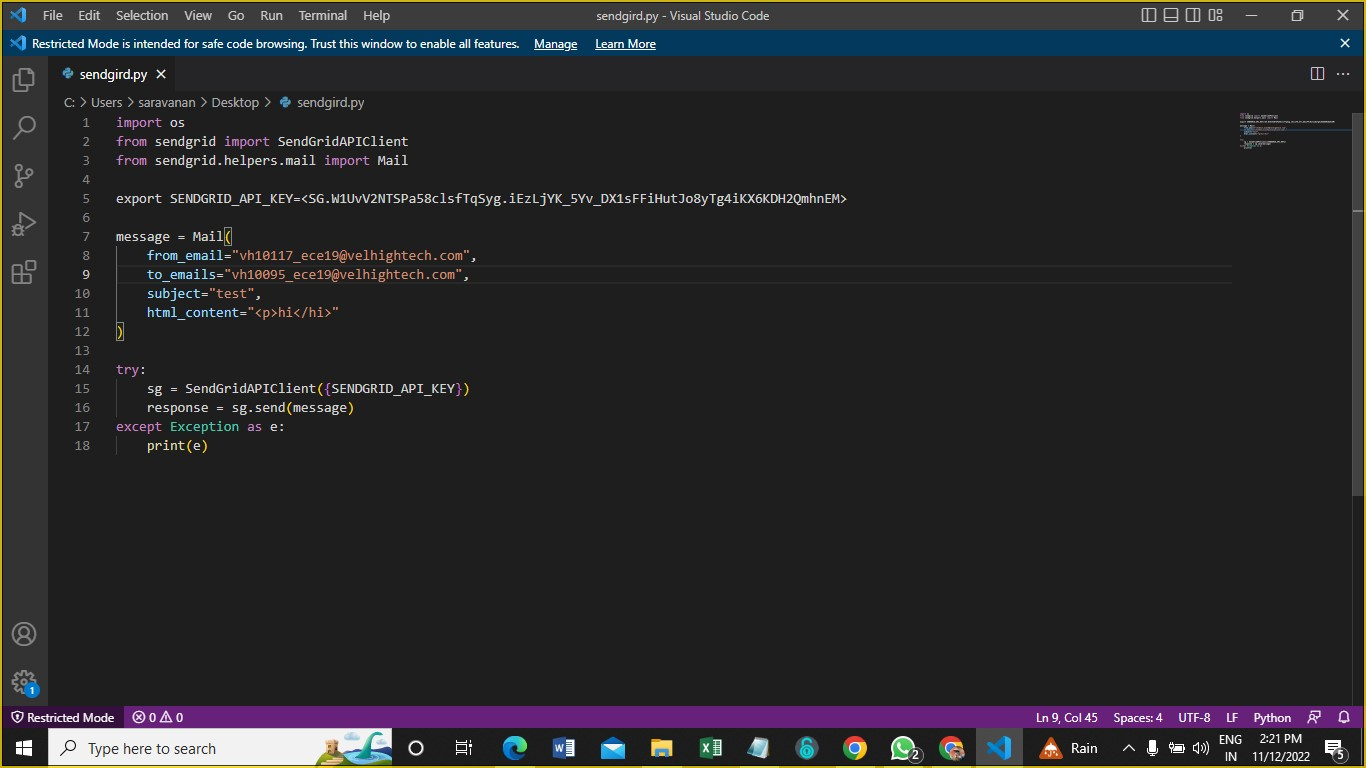 File Edit Selection View Go Run Terminal Help sendgird.py - Visual Studio Code
Restricted Mode is intended for safe code browsing. Trust this window to enable all features. Manage Learn More
sendgird.py
C: > Users > saravanan > Desktop > sendgird.py
1 import os
2 from sendgrid import SendGridAPIClient
3 from sendgrid.helpers.mail import Mail
4
5 export SENDGRID_API_KEY=<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>
6
7 message = Mail(
8 from_email="vh10117_ece19@velhightech.com",
9 to_emails="vh10095_ece19@velhightech.com",
10 subject="test",
11 html_content="<p>hi</hi>"
12 )
13
14 try:
15 sg = SendGridAPIClient({SENDGRID_API_KEY})
16 response = sg.send(message)
17 except Exception as e:
18 print(e)
1
Restricted Mode 0 0 Ln 9, Col 45 Spaces: 4 UTF-8 LF Python
Type here to search 2 Rain ENG IN 2:21 PM 11/12/2022 5